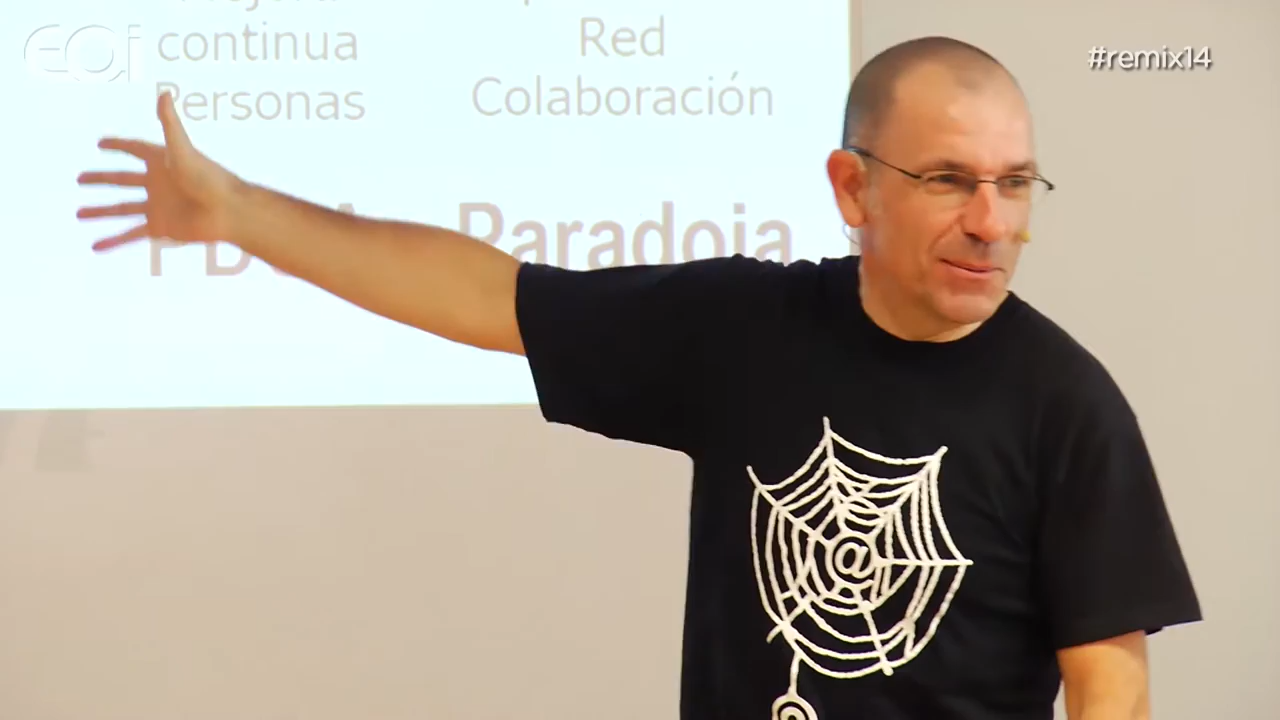 EOi
#remix14
continua
Personas
Red
Colaboración
Paradoja
@